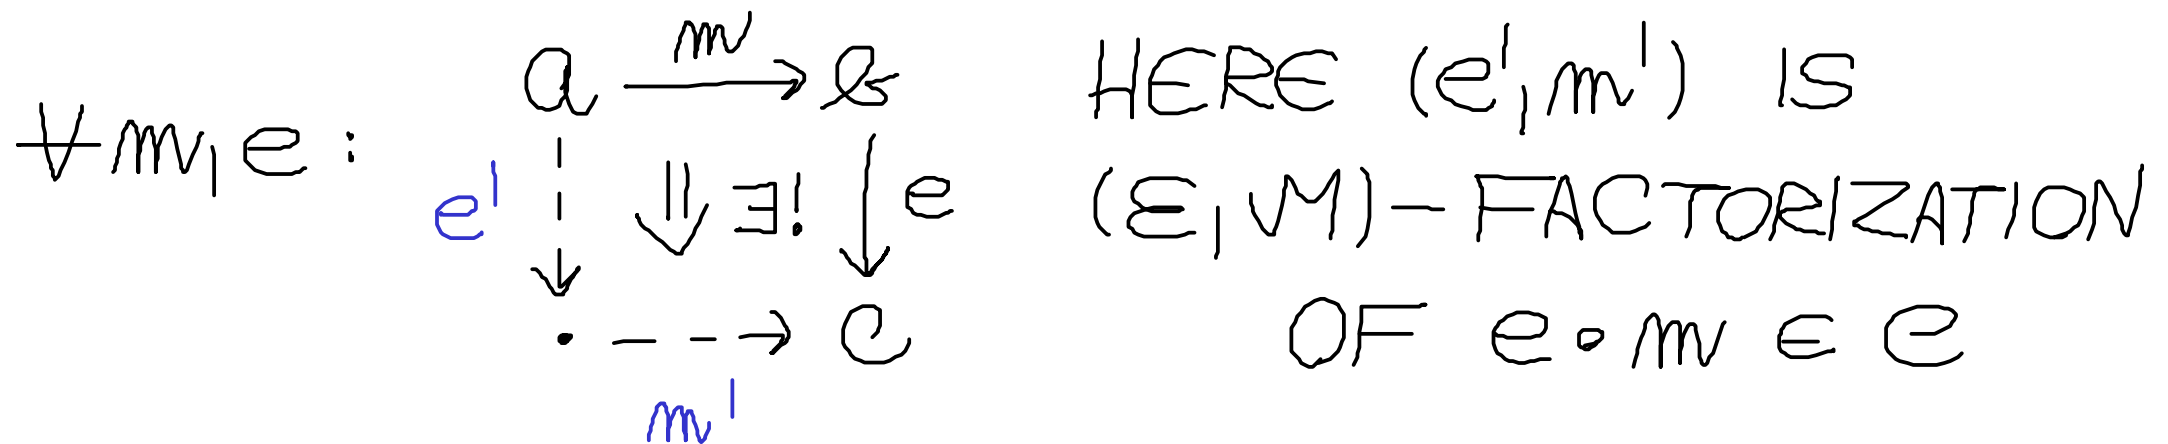 ∀m,e:
a m b
e' ⇓ ∃! e
· m' c
HERE (e',m') IS
(Ɛ,M)-FACTORIZATION
OF e∘m ∈ C